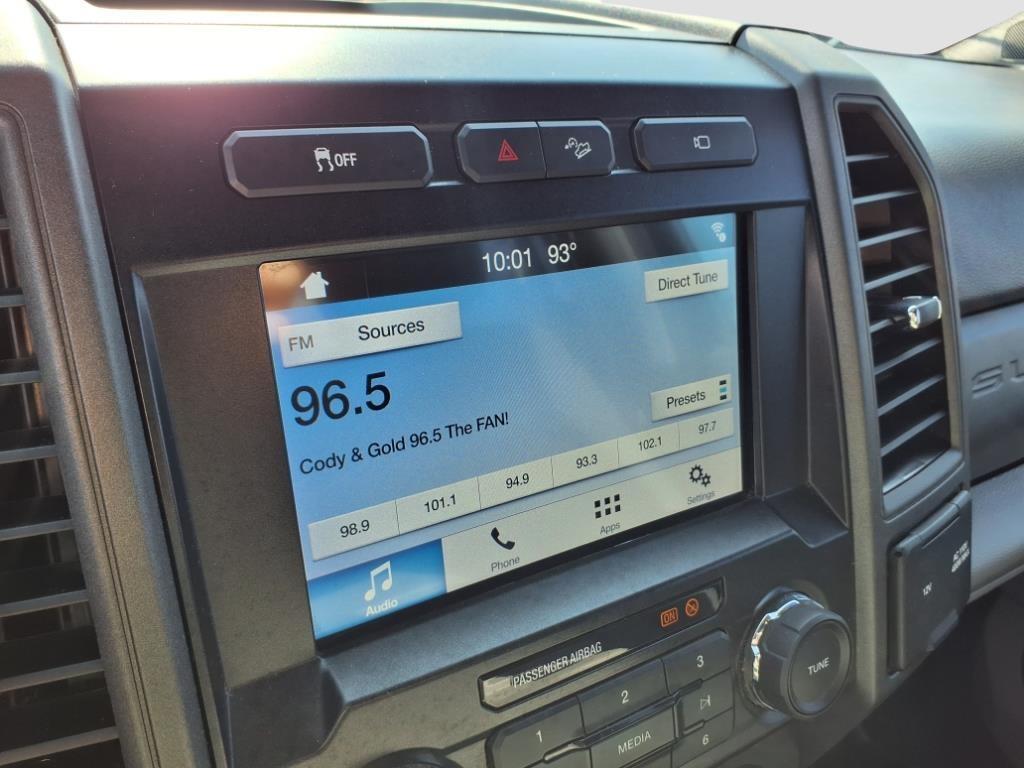 OFF
10:01 93°
Direct Tune
FM Sources
96.5
Presets
Cody & Gold 96.5 The FAN!
98.9 101.1 94.9 93.3 102.1 97.7
Audio Phone Apps Settings
PASSENGER AIRBAG ON
1 2 3
MEDIA 6
TUNE
12V
SU